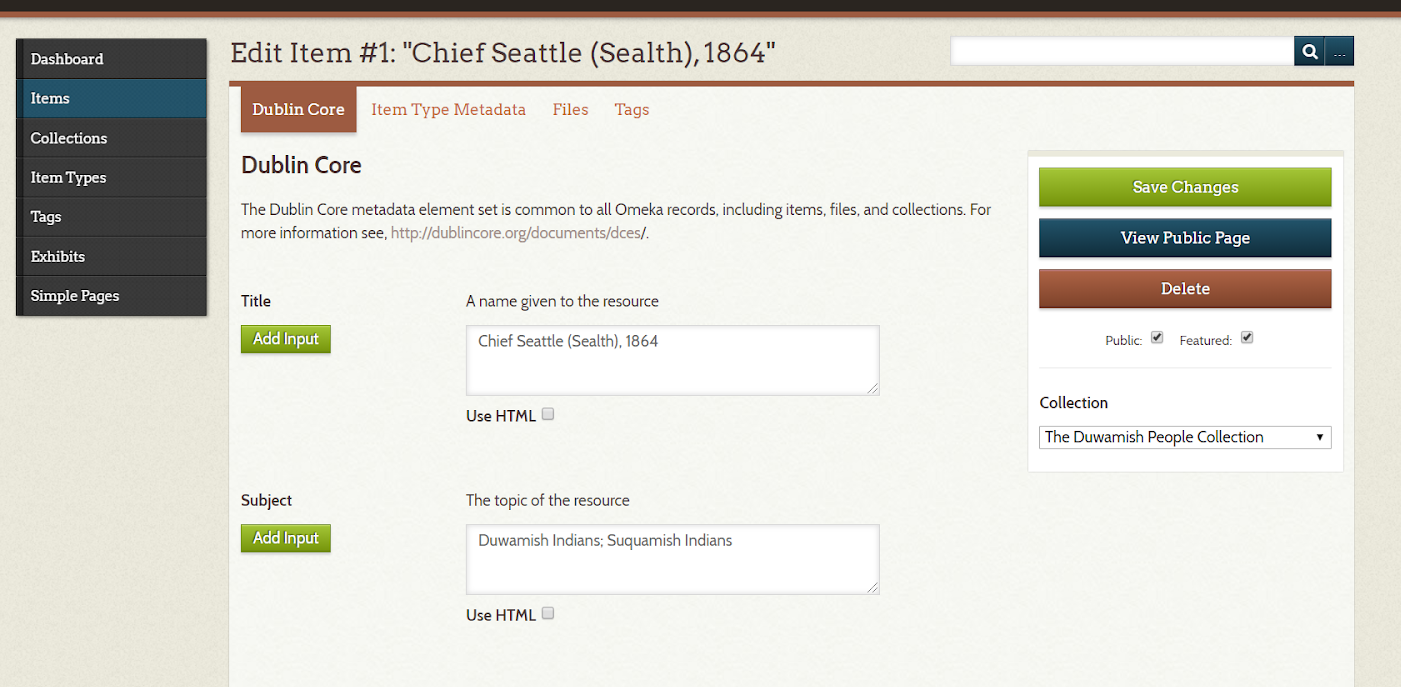 Dashboard
Items
Collections
Item Types
Tags
Exhibits
Simple Pages
Edit Item #1: "Chief Seattle (Sealth), 1864"
...
Dublin Core
Item Type Metadata
Files
Tags
Dublin Core
The Dublin Core metadata element set is common to all Omeka records, including items, files, and collections. For
more information see, http://dublincore.org/documents/dces/.
Title
A name given to the resource
Add Input
Chief Seattle (Sealth), 1864
Use HTML
Subject
The topic of the resource
Add Input
Duwamish Indians; Suquamish Indians
Use HTML
Save Changes
View Public Page
Delete
Public:
Featured:
Collection
The Duwamish People Collection